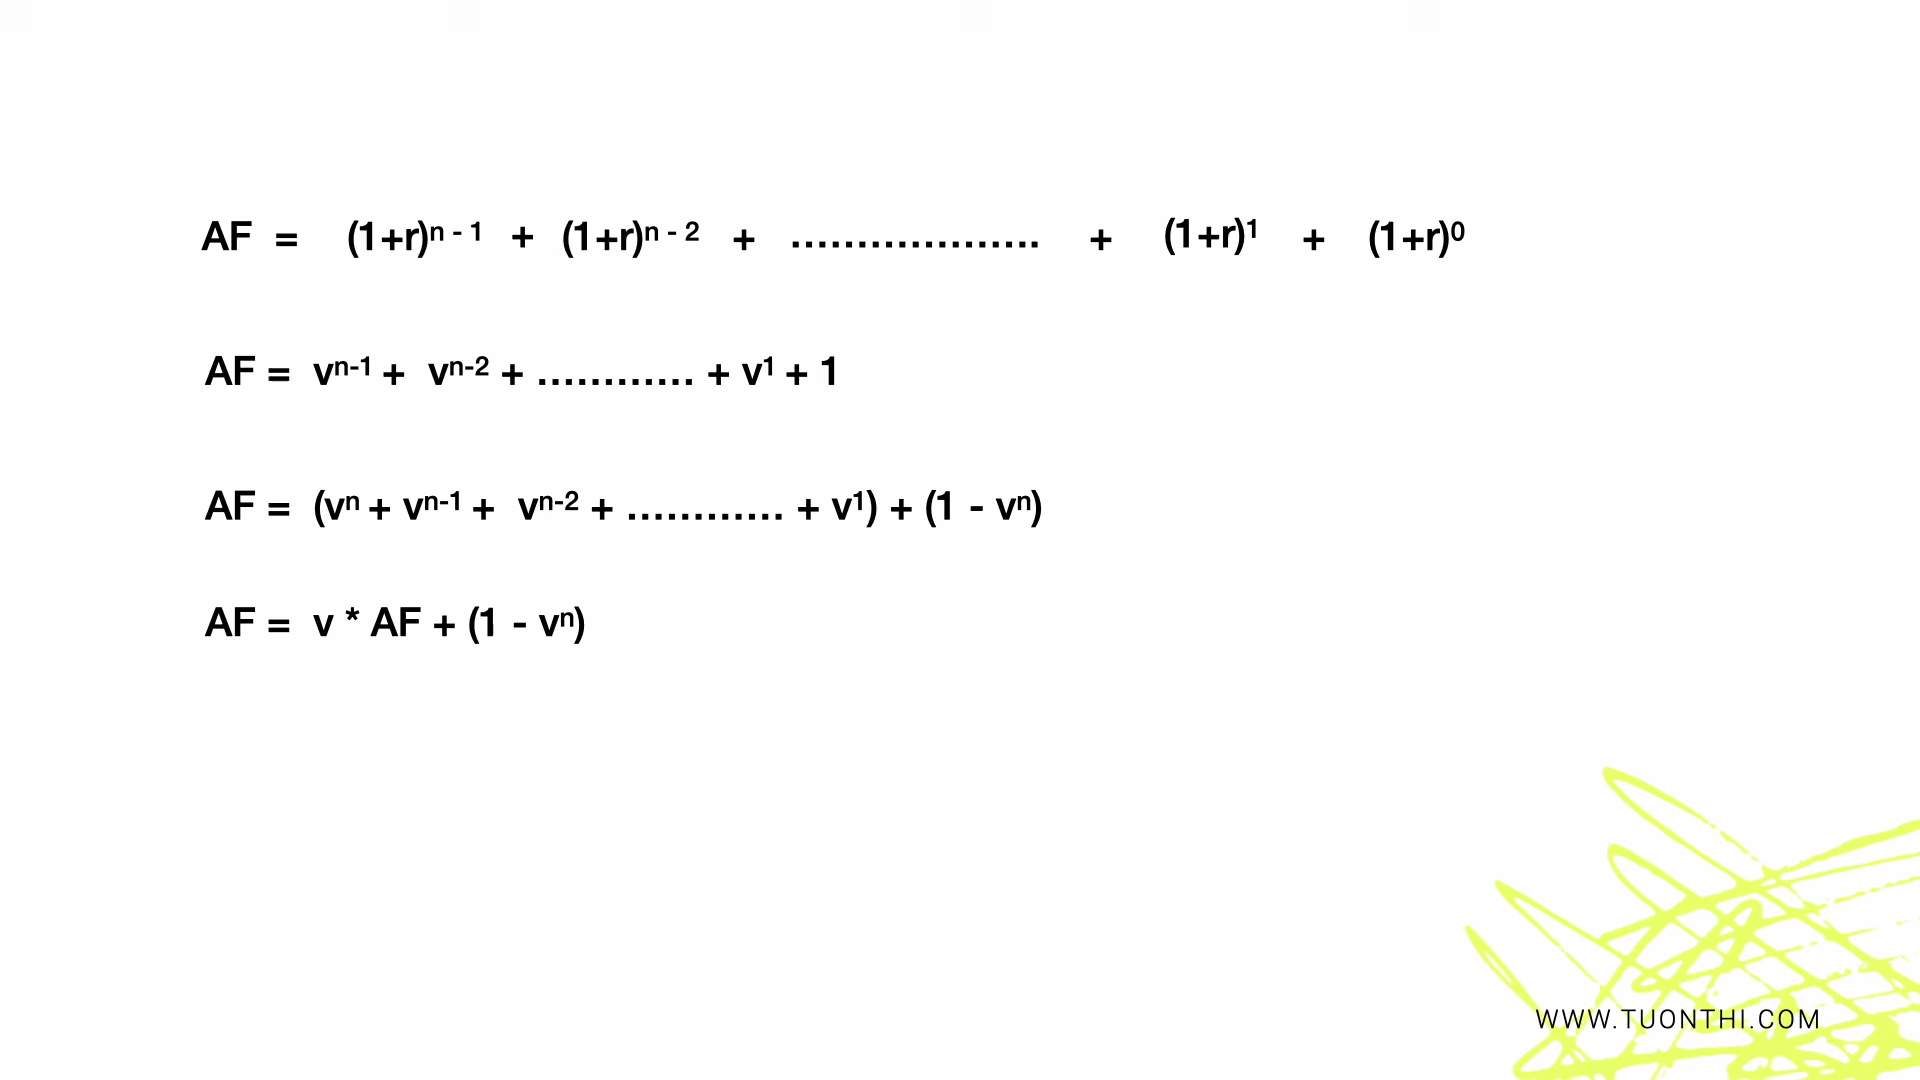 AF = (1+r)ⁿ ⁻ ¹ + (1+r)ⁿ ⁻ ² + ................... + (1+r)¹ + (1+r)⁰
AF = vⁿ⁻¹ + vⁿ⁻² + ............ + v¹ + 1
AF = (vⁿ + vⁿ⁻¹ + vⁿ⁻² + ............ + v¹) + (1 - vⁿ)
AF = v * AF + (1 - vⁿ)
WWW.TUONTHI.COM